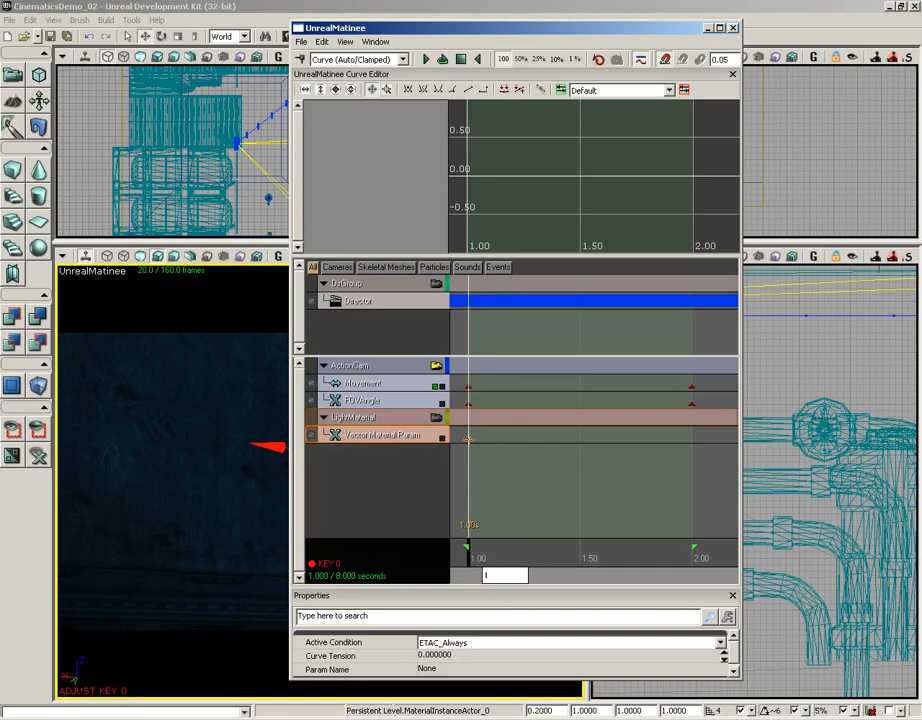 CinematicsDemo_02 - Unreal Development Kit (32-bit)
File Edit View Brush Build Tools Help
World
UnrealMatinee
File Edit View Window
Curve (Auto/Clamped)
100 50% 25% 10% 1%
0.05
UnrealMatinee Curve Editor
Default
G
G
S
0.50
0.00
-0.50
1.00 1.50 2.00
G
G
S
UnrealMatinee
20.0 / 160.0 frames
All Cameras Skeletal Meshes Particles Sounds Events
DirGroup
Director
ActionCam
Movement
FOVAngle
LightMaterial
Vector Material Param
1.00s
KEY 0
1.000 / 8.000 seconds
1.00 1.50 2.00
Properties
Type here to search
Active Condition ETAC_Always
Curve Tension 0.000000
Param Name None
Z
X
ADJUST KEY 0
Persistent Level.MaterialInstanceActor_0
0.2000 1.0000 1.0000 1.0000
4
~6
5%